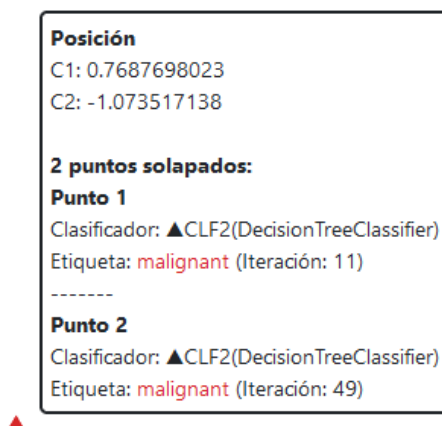 Posición
C1: 0.7687698023
C2: -1.073517138
2 puntos solapados:
Punto 1
Clasificador: ▲CLF2(DecisionTreeClassifier)
Etiqueta: malignant (Iteración: 11)
-------
Punto 2
Clasificador: ▲CLF2(DecisionTreeClassifier)
Etiqueta: malignant (Iteración: 49)